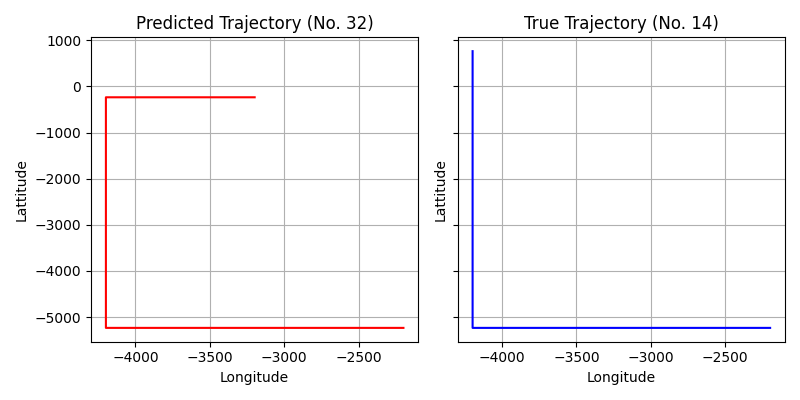 Predicted Trajectory (No. 32)
True Trajectory (No. 14)
1000
0
−1000
−2000
−3000
−4000
−5000
Lattitude
Lattitude
−4000 −3500 −3000 −2500
−4000 −3500 −3000 −2500
Longitude
Longitude